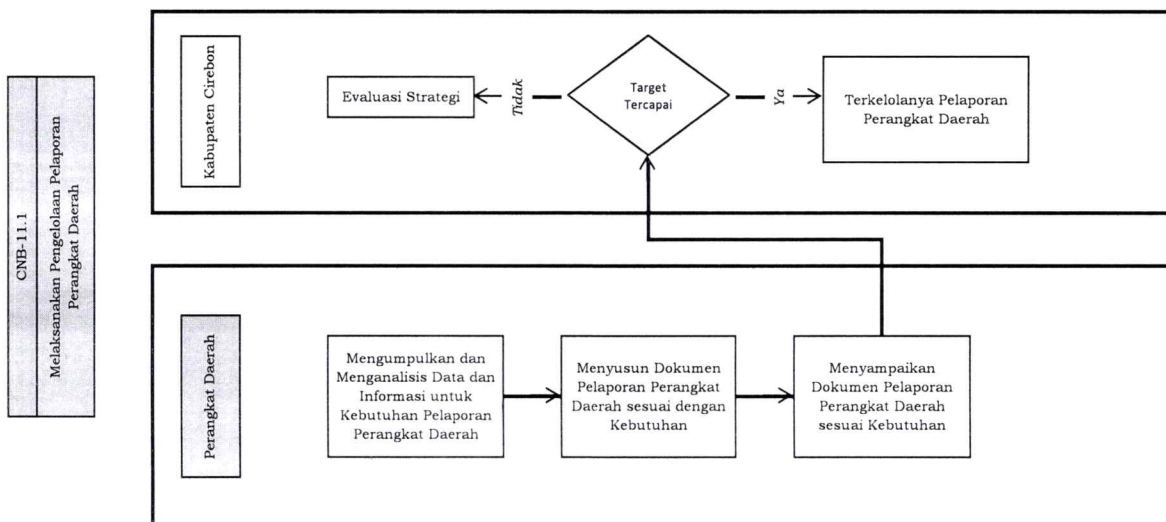 CNB-11.1
Melaksanakan Pengelolaan Pelaporan
Perangkat Daerah
Kabupaten Cirebon
Evaluasi Strategi
Tidak
Target
Tercapai
Ya
Terkelolanya Pelaporan
Perangkat Daerah
Perangkat Daerah
Mengumpulkan dan
Menganalisis Data dan
Informasi untuk
Kebutuhan Pelaporan
Perangkat Daerah
Menyusun Dokumen
Pelaporan Perangkat
Daerah sesuai dengan
Kebutuhan
Menyampaikan
Dokumen Pelaporan
Perangkat Daerah
sesuai Kebutuhan